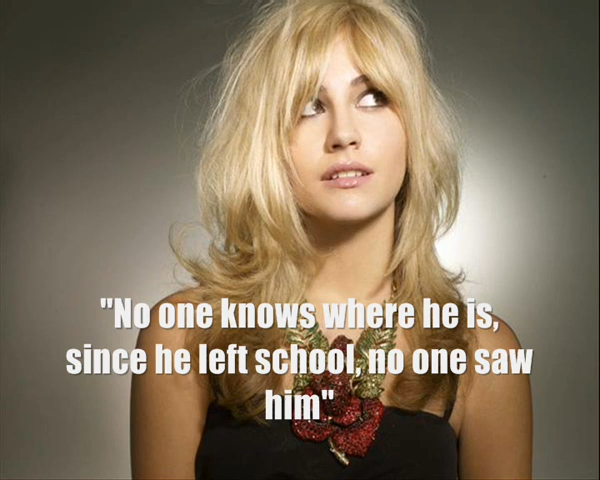 "No one knows where he is,
since he left school, no one saw
him"